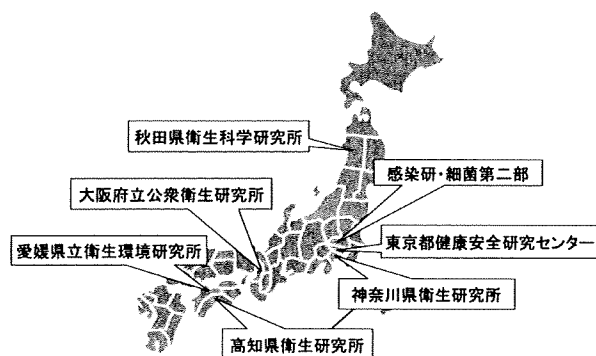 秋田県衛生科学研究所
感染研・細菌第二部
大阪府立公衆衛生研究所
東京都健康安全研究センター
愛媛県立衛生環境研究所
神奈川県衛生研究所
高知県衛生研究所